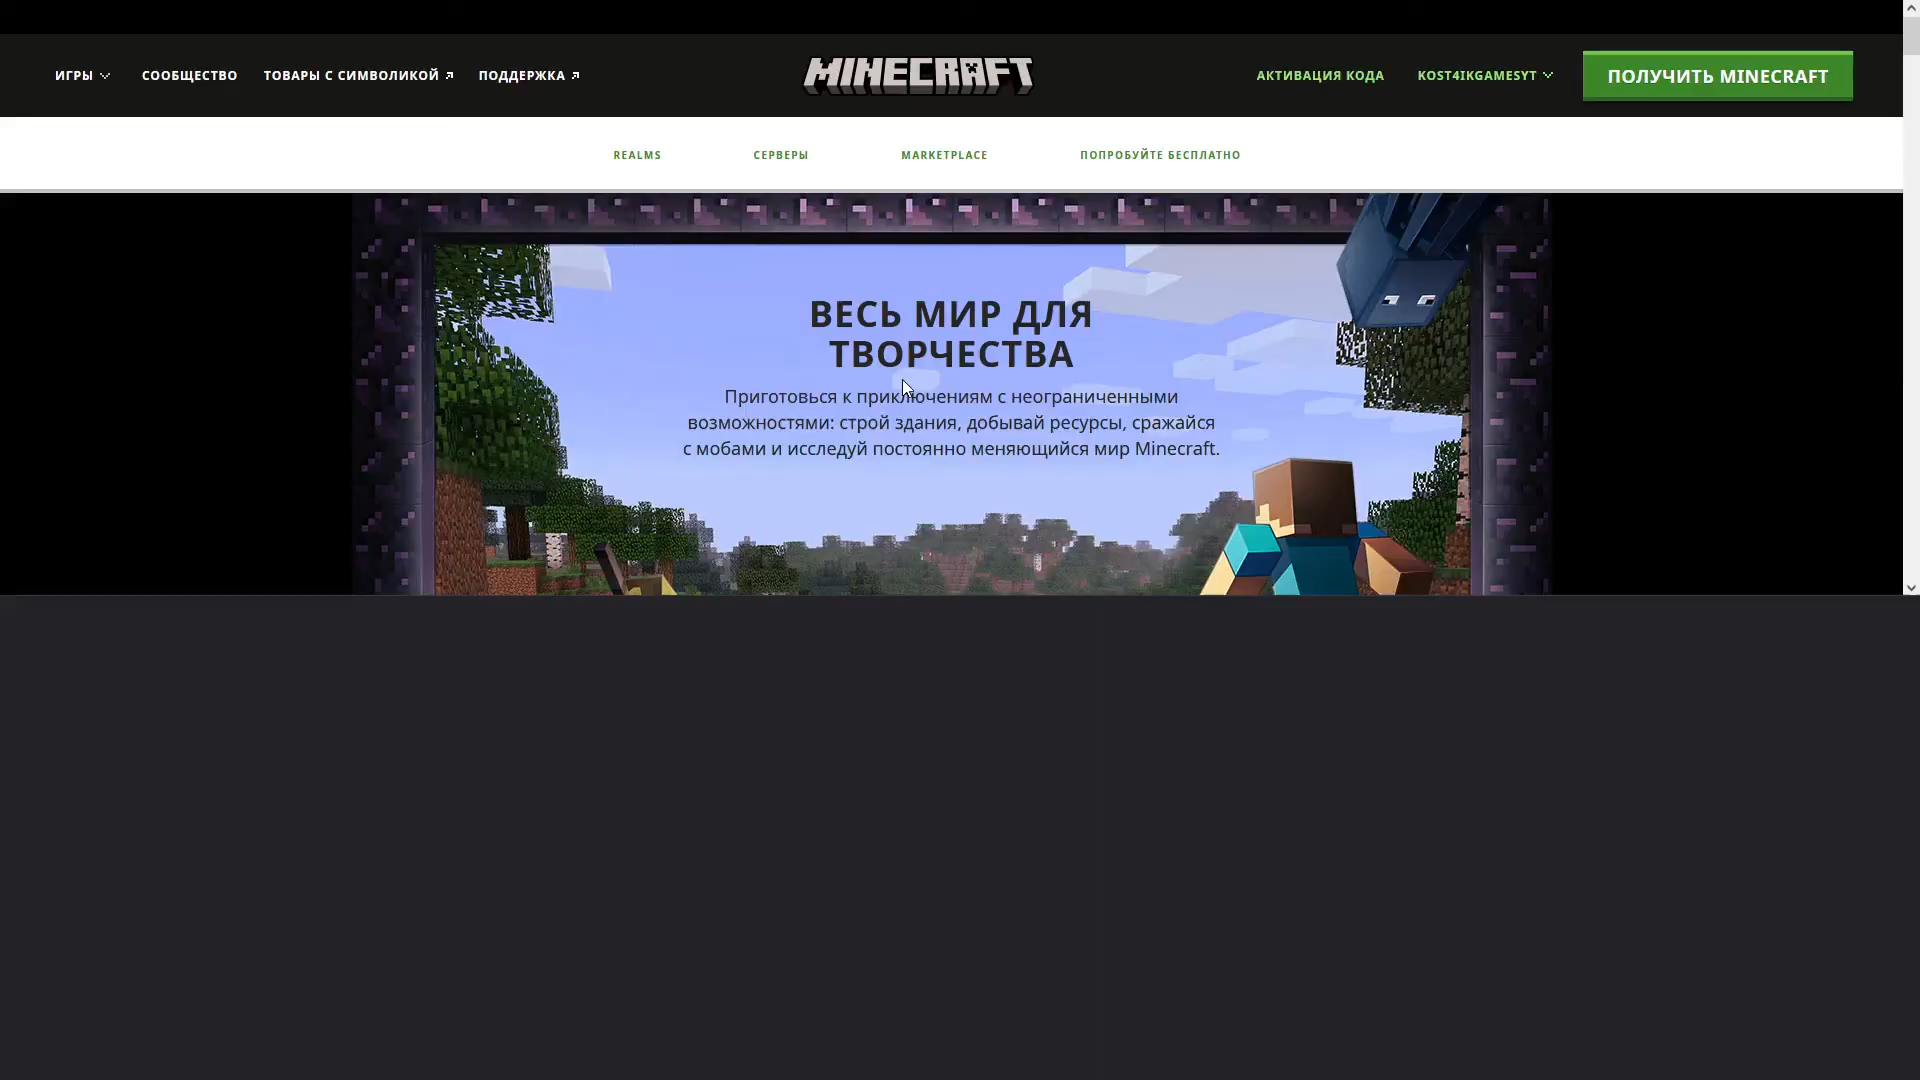 ИГРЫ
СООБЩЕСТВО
ТОВАРЫ С СИМВОЛИКОЙ
ПОДДЕРЖКА
MINECRAFT
АКТИВАЦИЯ КОДА
KOST4IKGAMESYT
ПОЛУЧИТЬ MINECRAFT
REALMS
СЕРВЕРЫ
MARKETPLACE
ПОПРОБУЙТЕ БЕСПЛАТНО
ВЕСЬ МИР ДЛЯ
ТВОРЧЕСТВА
Приготовься к приключениям с неограниченными
возможностями: строй здания, добывай ресурсы, сражайся
с мобами и исследуй постоянно меняющийся мир Minecraft.